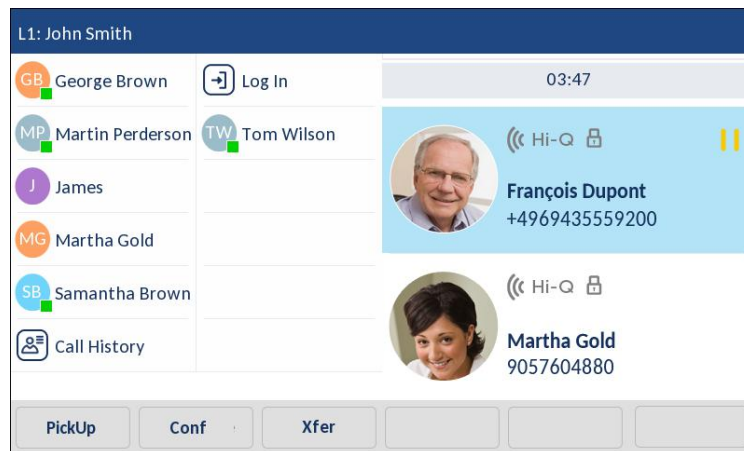 L1: John Smith
GB George Brown
Log In
MP Martin Perderson
TW Tom Wilson
J James
MG Martha Gold
SB Samantha Brown
Call History
03:47
Hi-Q
François Dupont
+4969435559200
Hi-Q
Martha Gold
9057604880
PickUp
Conf
Xfer